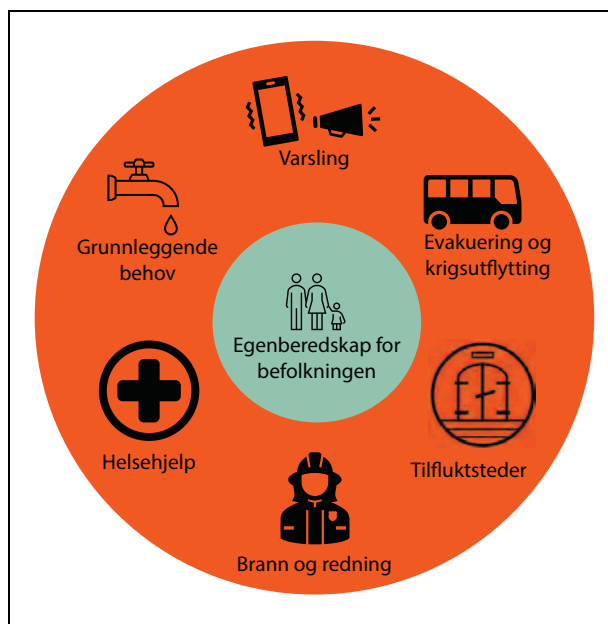 Varsling
Evakuering og
krigsutflytting
Tilfluktsteder
Brann og redning
Helsehjelp
Grunnleggende
behov
Egenberedskap for
befolkningen